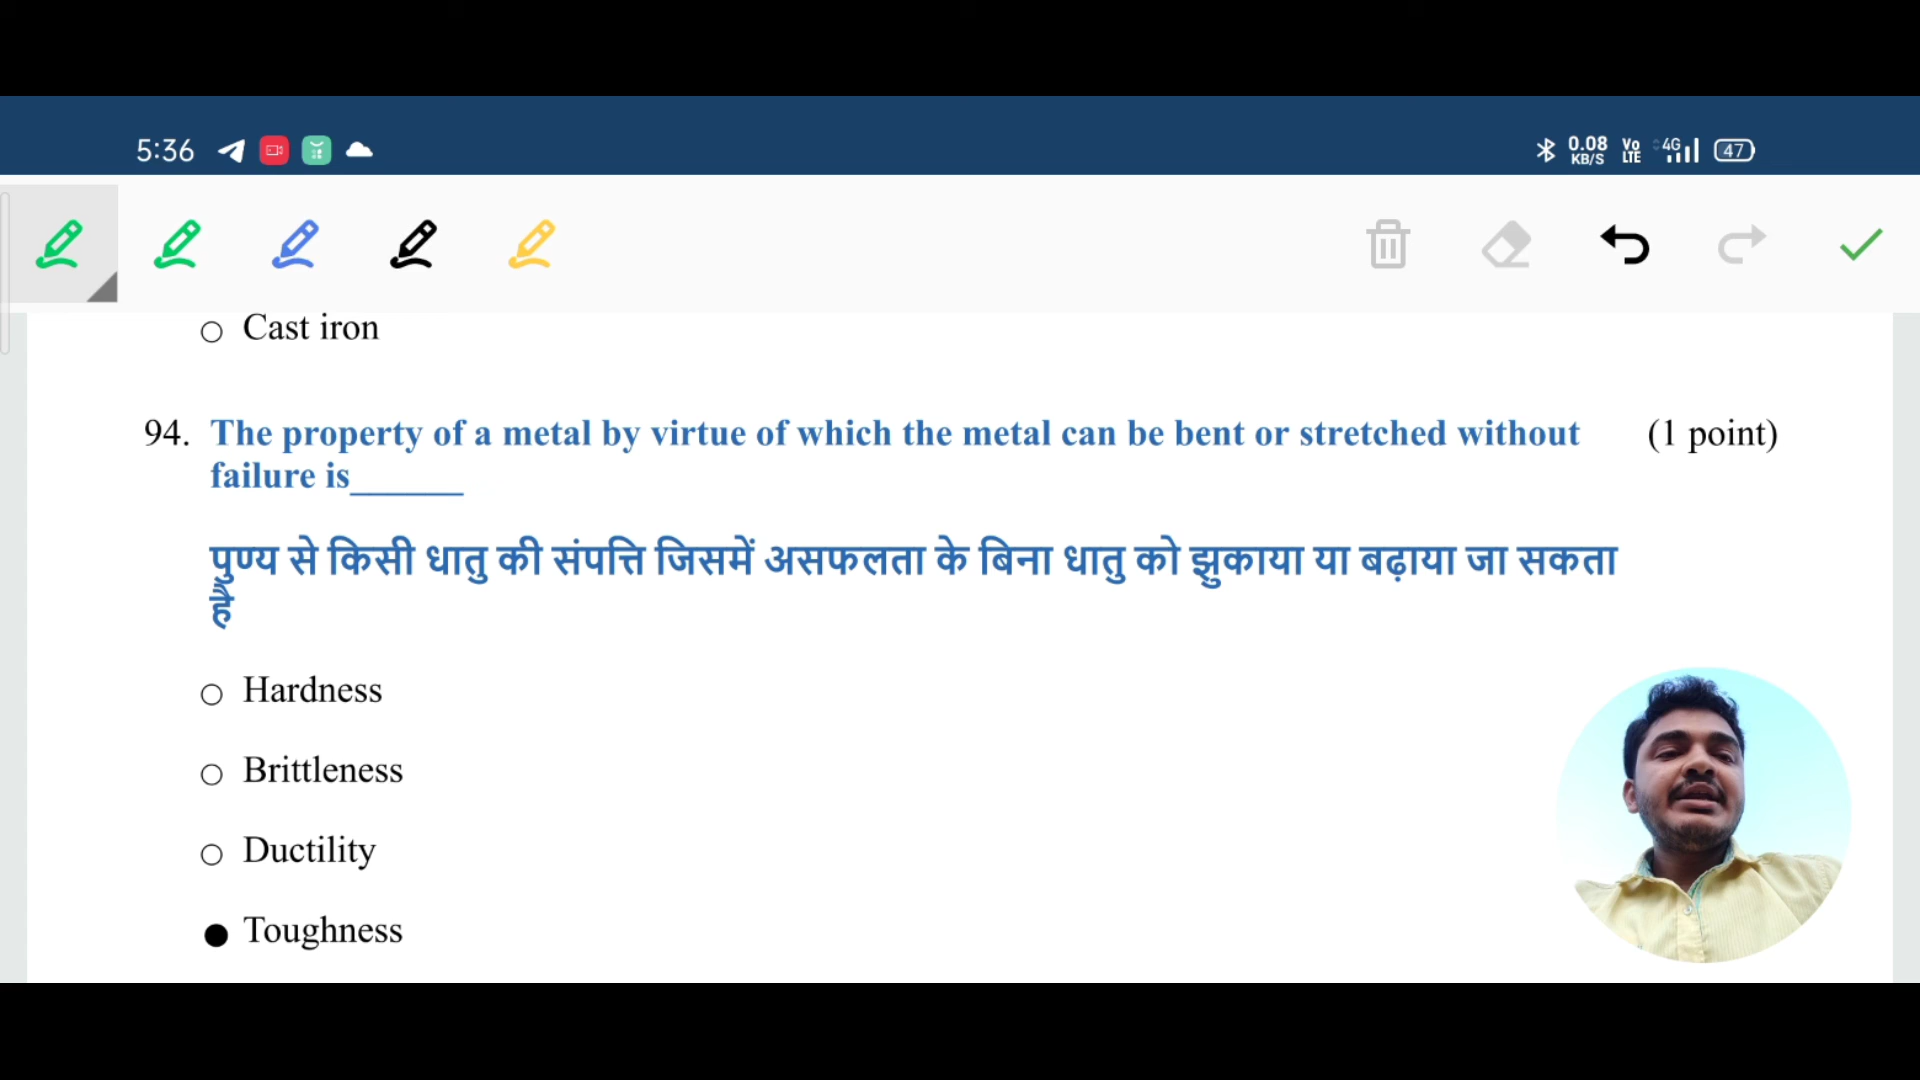 5:36 0.08 KB/S Vo LTE 4G 47
Cast iron
94. The property of a metal by virtue of which the metal can be bent or stretched without (1 point)
failure is______
पुण्य से किसी धातु की संपत्ति जिसमें असफलता के बिना धातु को झुकाया या बढ़ाया जा सकता
है
Hardness
Brittleness
Ductility
Toughness